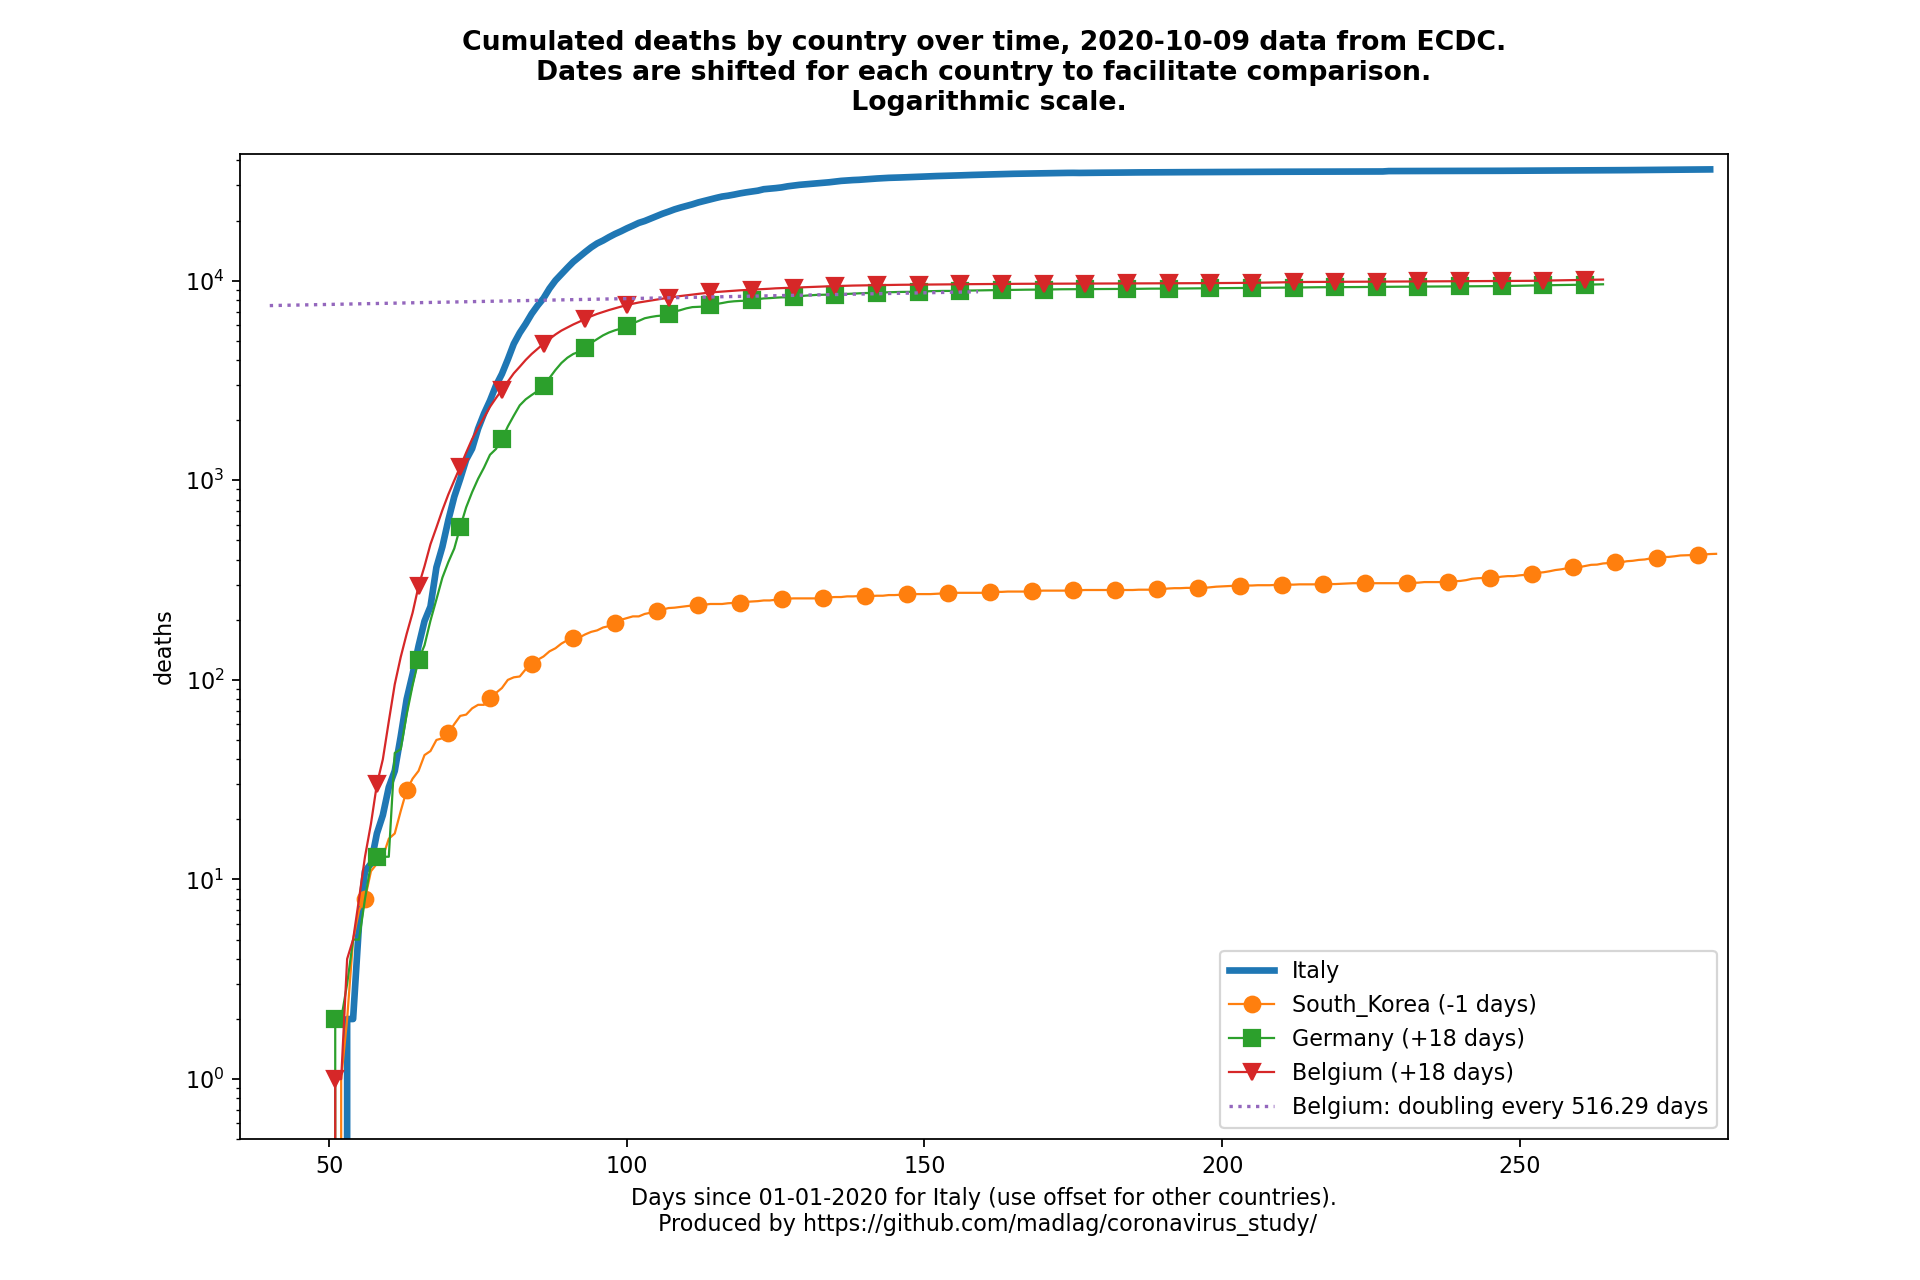 Cumulated deaths by country over time, 2020-10-09 data from ECDC.
Dates are shifted for each country to facilitate comparison.
Logarithmic scale.
deaths
10⁴
10³
10²
10¹
10⁰
50
100
150
200
250
Italy
South_Korea (-1 days)
Germany (+18 days)
Belgium (+18 days)
Belgium: doubling every 516.29 days
Days since 01-01-2020 for Italy (use offset for other countries).
Produced by https://github.com/madlag/coronavirus_study/